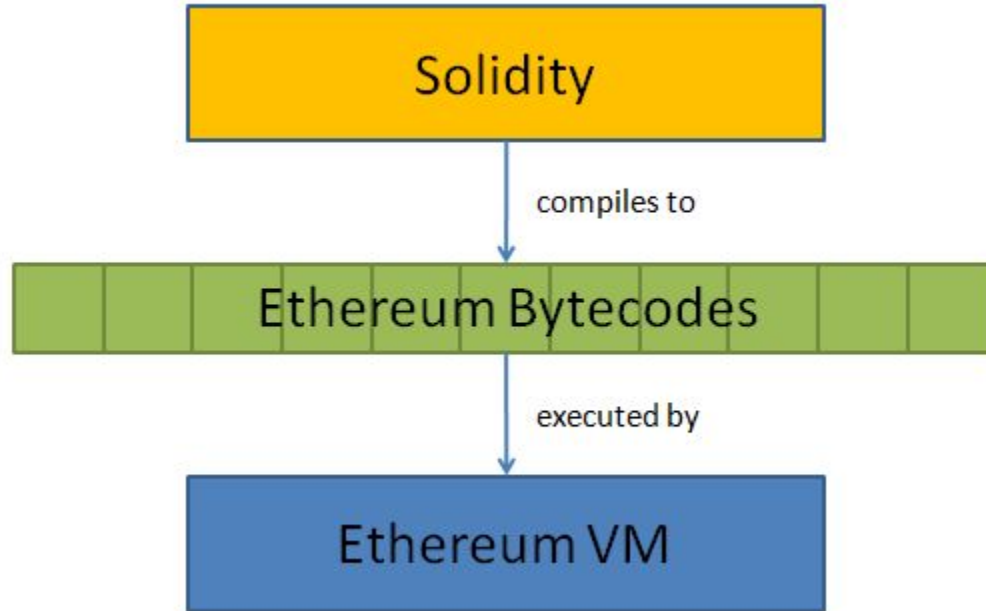 Solidity
compiles to
Ethereum Bytecodes
executed by
Ethereum VM